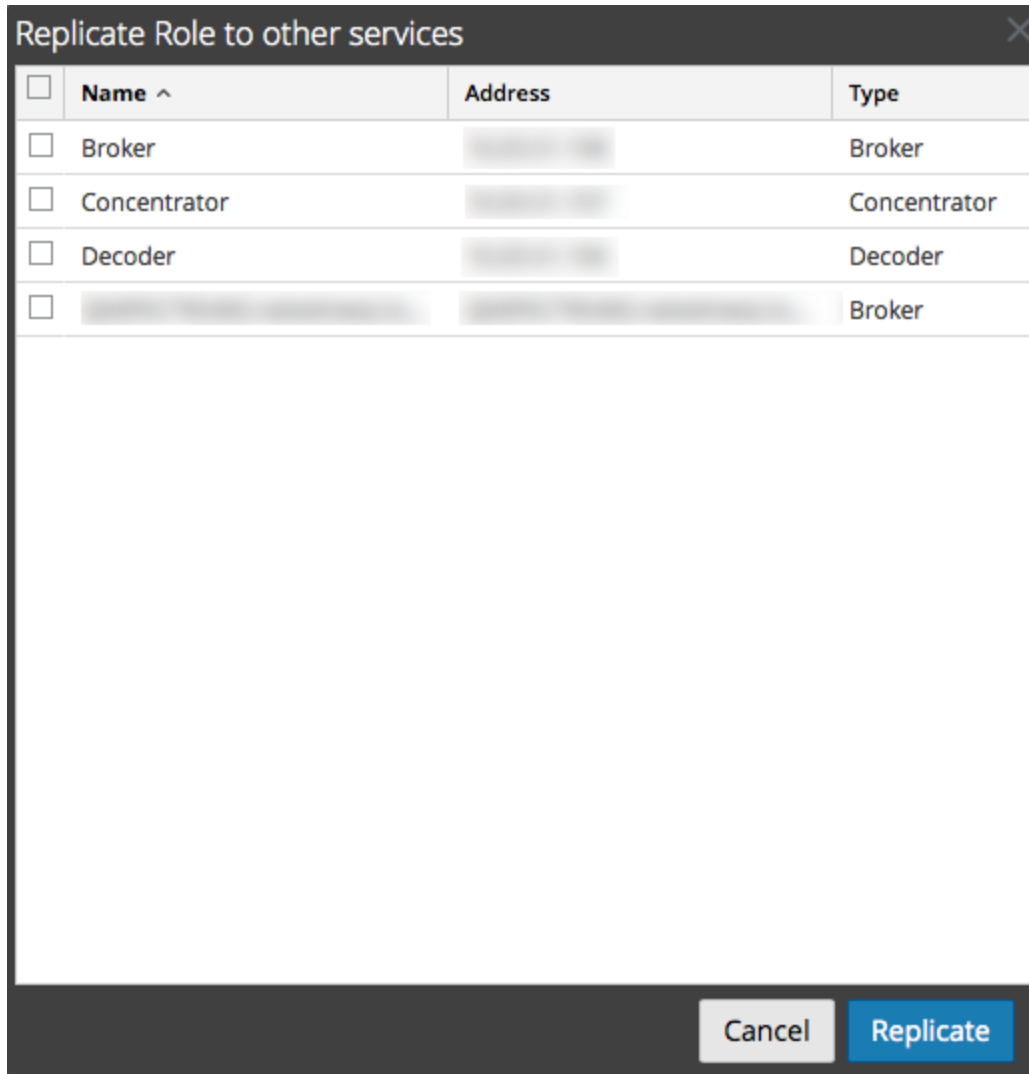 Replicate Role to other services
Name Address Type
Broker Broker
Concentrator Concentrator
Decoder Decoder
Broker
Cancel Replicate